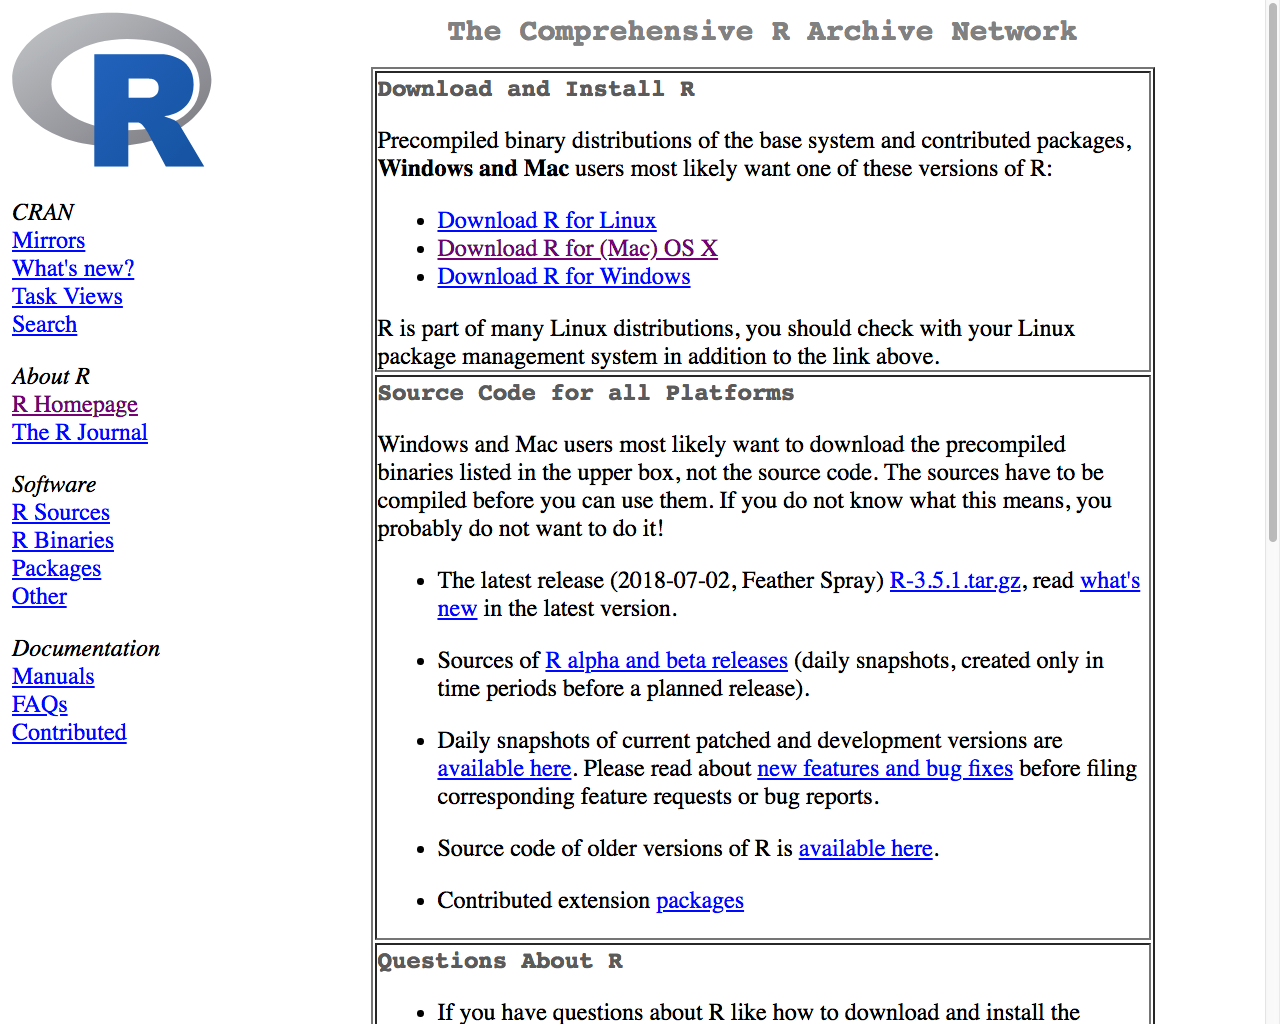 R
CRAN
Mirrors
What's new?
Task Views
Search
About R
R Homepage
The R Journal
Software
R Sources
R Binaries
Packages
Other
Documentation
Manuals
FAQs
Contributed
The Comprehensive R Archive Network
Download and Install R
Precompiled binary distributions of the base system and contributed packages,
Windows and Mac users most likely want one of these versions of R:
• Download R for Linux
• Download R for (Mac) OS X
• Download R for Windows
R is part of many Linux distributions, you should check with your Linux
package management system in addition to the link above.
Source Code for all Platforms
Windows and Mac users most likely want to download the precompiled
binaries listed in the upper box, not the source code. The sources have to be
compiled before you can use them. If you do not know what this means, you
probably do not want to do it!
• The latest release (2018-07-02, Feather Spray) R-3.5.1.tar.gz, read what's
new in the latest version.
• Sources of R alpha and beta releases (daily snapshots, created only in
time periods before a planned release).
• Daily snapshots of current patched and development versions are
available here. Please read about new features and bug fixes before filing
corresponding feature requests or bug reports.
• Source code of older versions of R is available here.
• Contributed extension packages
Questions About R
• If you have questions about R like how to download and install the